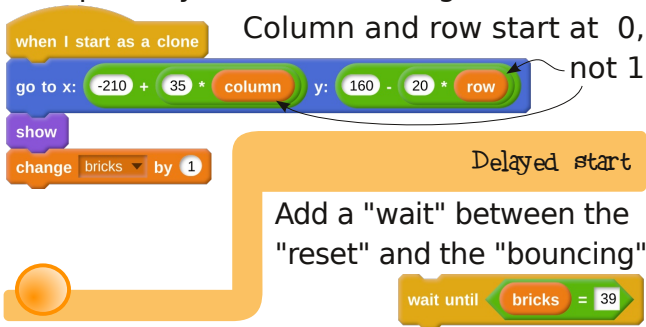 Column and row start at 0,
not 1
when I start as a clone
go to x: -210 + 35 * column y: 160 - 20 * row
show
change bricks by 1
Delayed start
Add a "wait" between the
"reset" and the "bouncing"
wait until bricks = 39